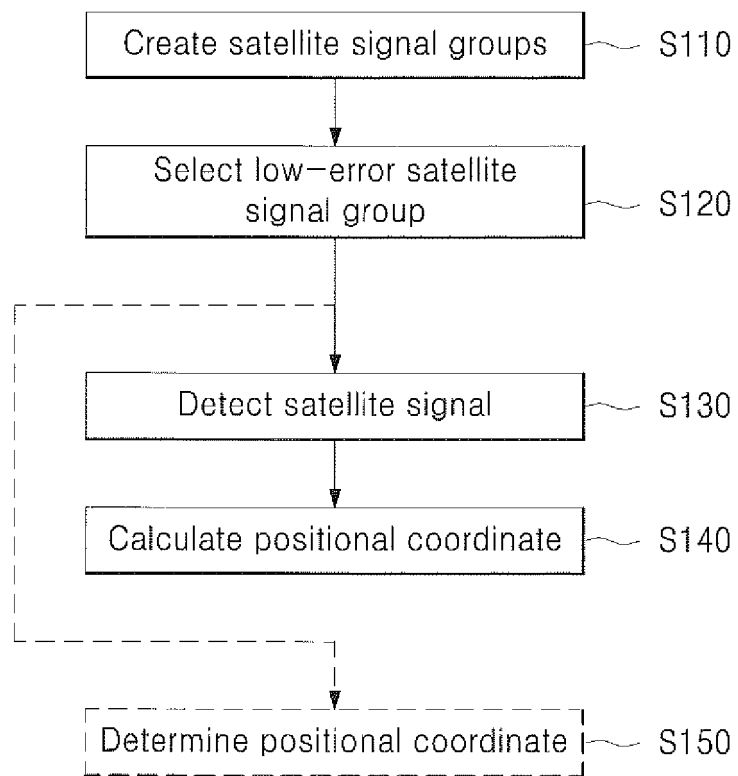 Create satellite signal groups
S110
Select low-error satellite
signal group
S120
Detect satellite signal
S130
Calculate positional coordinate
S140
Determine positional coordinate
S150